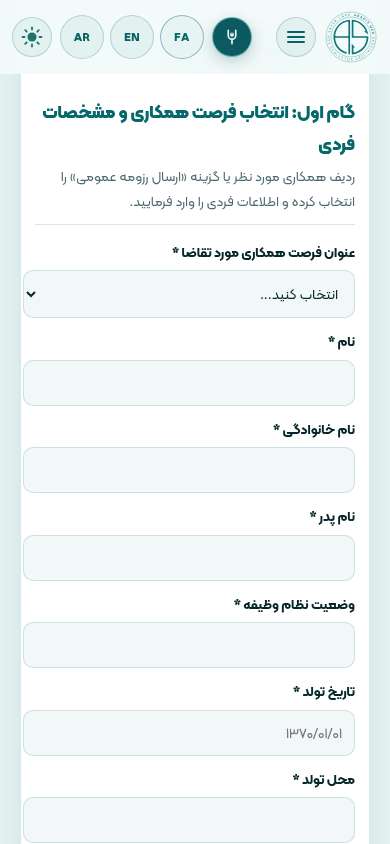 AR
EN
FA
گام اول: انتخاب فرصت همکاری و مشخصات
فردی
ردیف همکاری مورد نظر یا گزینه «ارسال رزومه عمومی» را
انتخاب کرده و اطلاعات فردی را وارد فرمایید.
عنوان فرصت همکاری مورد تقاضا *
انتخاب کنید...
نام *
نام خانوادگی *
نام پدر *
وضعیت نظام وظیفه *
تاریخ تولد *
۱۳۷۰/۰۱/۰۱
محل تولد *